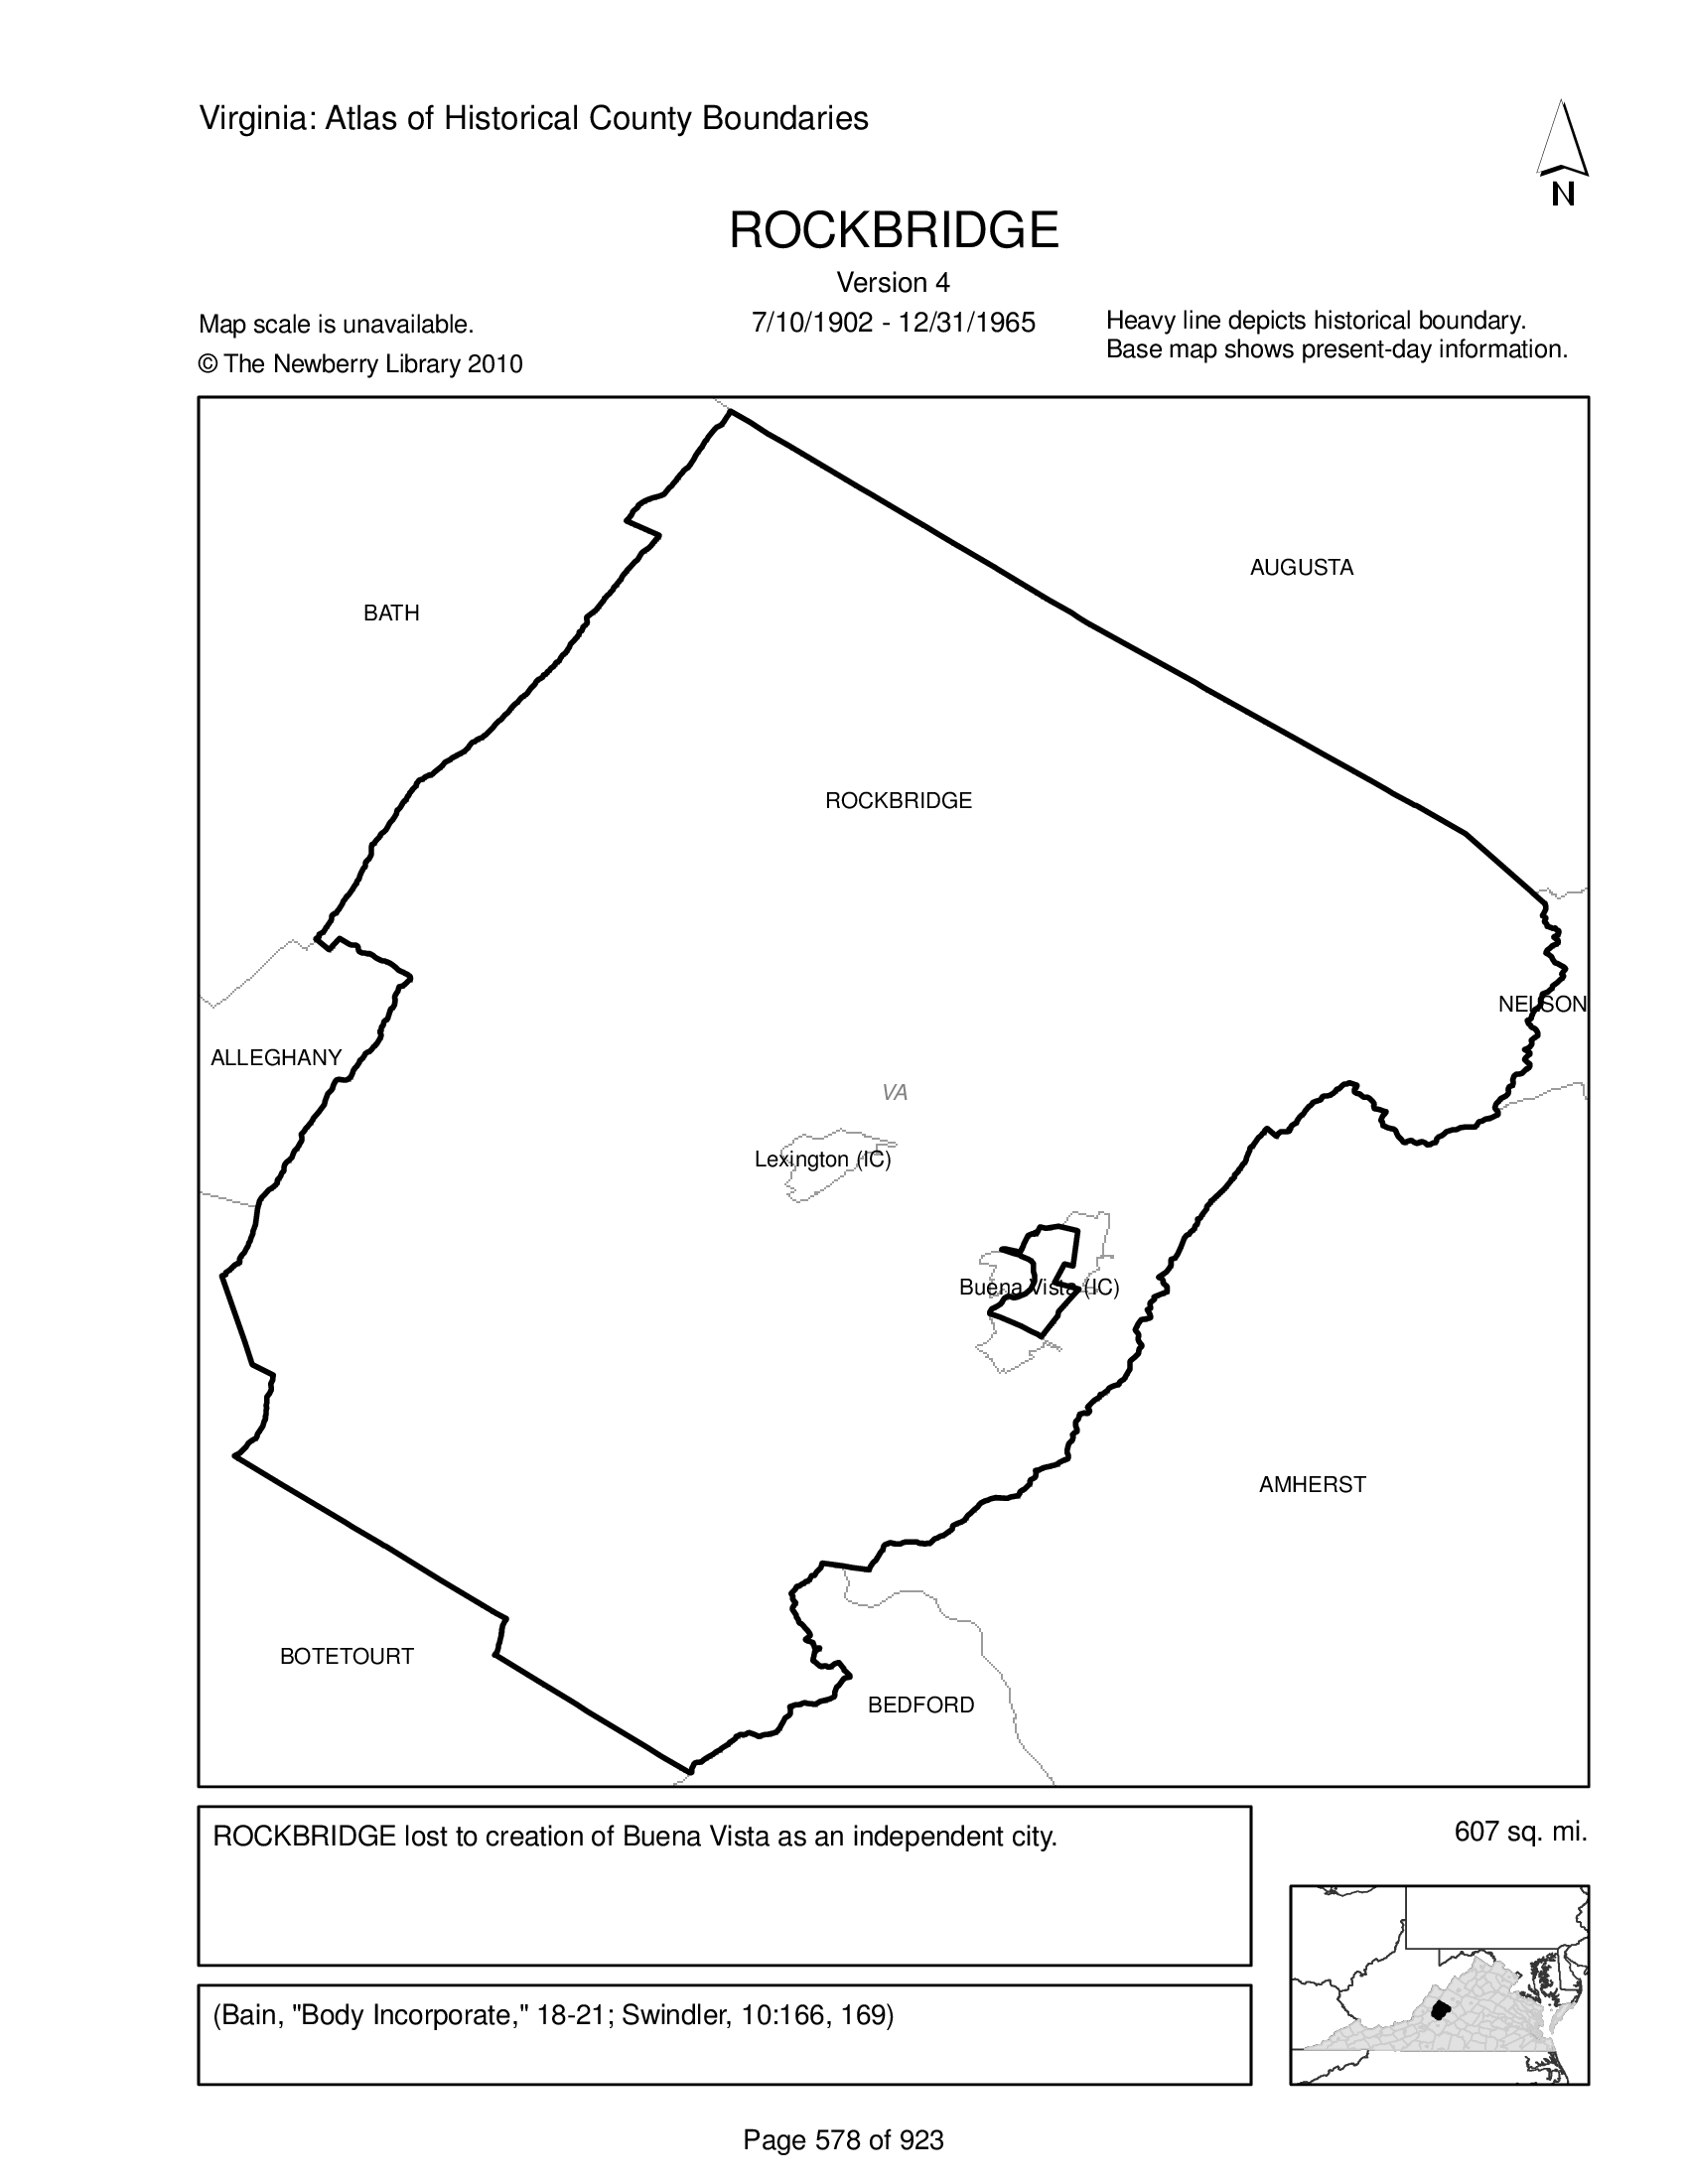 Virginia: Atlas of Historical County Boundaries
N
ROCKBRIDGE
Version 4
7/10/1902 - 12/31/1965
Map scale is unavailable.
© The Newberry Library 2010
Heavy line depicts historical boundary.
Base map shows present-day information.
AUGUSTA
BATH
ROCKBRIDGE
NELSON
ALLEGHANY
VA
Lexington (IC)
Buena Vista (IC)
AMHERST
BOTETOURT
BEDFORD
ROCKBRIDGE lost to creation of Buena Vista as an independent city.
607 sq. mi.
(Bain, "Body Incorporate," 18-21; Swindler, 10:166, 169)
Page 578 of 923